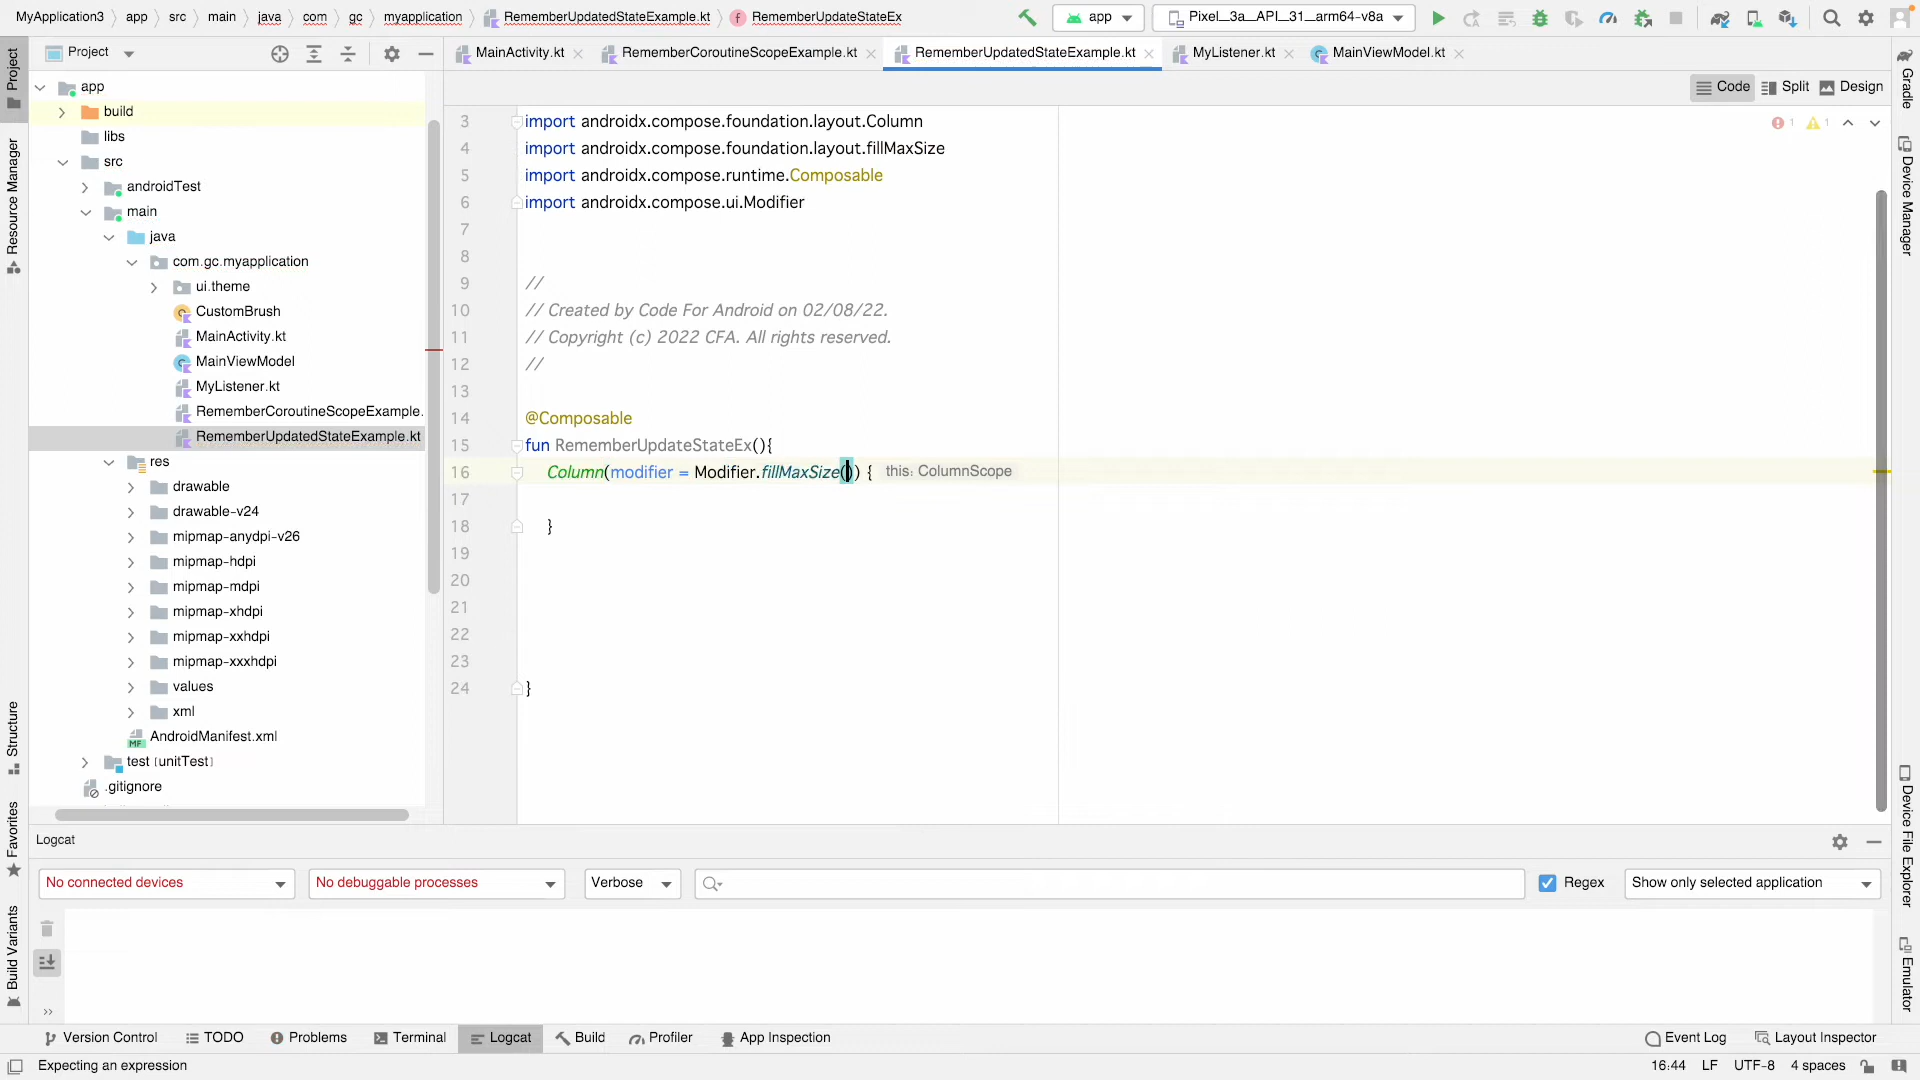 MyApplication3 app src main java com gc myapplication RememberUpdatedStateExample.kt RememberUpdateStateEx app Pixel_3a_API_31_arm64-v8a
Project
MainActivity.kt RememberCoroutineScopeExample.kt RememberUpdatedStateExample.kt MyListener.kt MainViewModel.kt
Code Split Design
Project
Resource Manager
Structure
Favorites
Build Variants
app
build
libs
src
androidTest
main
java
com.gc.myapplication
ui.theme
CustomBrush
MainActivity.kt
MainViewModel
MyListener.kt
RememberCoroutineScopeExample.
RememberUpdatedStateExample.kt
res
drawable
drawable-v24
mipmap-anydpi-v26
mipmap-hdpi
mipmap-mdpi
mipmap-xhdpi
mipmap-xxhdpi
mipmap-xxxhdpi
values
xml
AndroidManifest.xml
test [unitTest]
.gitignore
1 1
3 import androidx.compose.foundation.layout.Column
4 import androidx.compose.foundation.layout.fillMaxSize
5 import androidx.compose.runtime.Composable
6 import androidx.compose.ui.Modifier
7
8
9 //
10 // Created by Code For Android on 02/08/22.
11 // Copyright (c) 2022 CFA. All rights reserved.
12 //
13
14 @Composable
15 fun RememberUpdateStateEx(){
16 Column(modifier = Modifier.fillMaxSize()) { this: ColumnScope
17
18 }
19
20
21
22
23
24 }
Gradle
Device Manager
Device File Explorer
Emulator
Logcat
No connected devices No debuggable processes Verbose Regex Show only selected application
Version Control TODO Problems Terminal Logcat Build Profiler App Inspection Event Log Layout Inspector
Expecting an expression 16:44 LF UTF-8 4 spaces